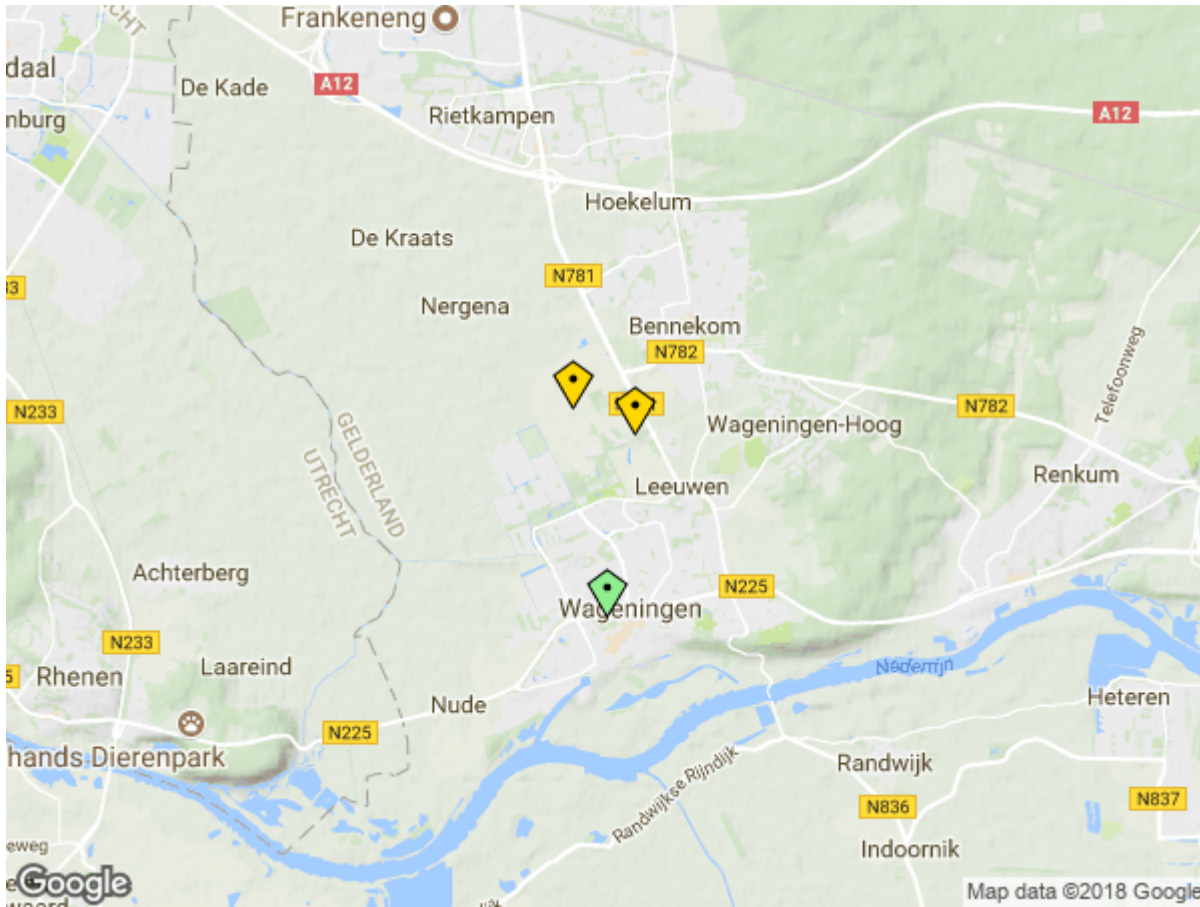 UTRECHT
Frankeneng
daal
De Kade
A12
A12
Rietkampen
nburg
Hoekelum
De Kraats
N781
Nergena
Bennekom
N782
N233
N782
Telefoonweg
Wageningen-Hoog
GELDERLAND
UTRECHT
Leeuwen
Renkum
Achterberg
N225
Wageningen
N233
Laareind
Rhenen
Nederrijn
Nude
Heteren
N225
hands Dierenpark
Randwijk
Randwijkse Rijndijk
N836
N837
Indoornik
eweg
Google
Map data ©2018 Google